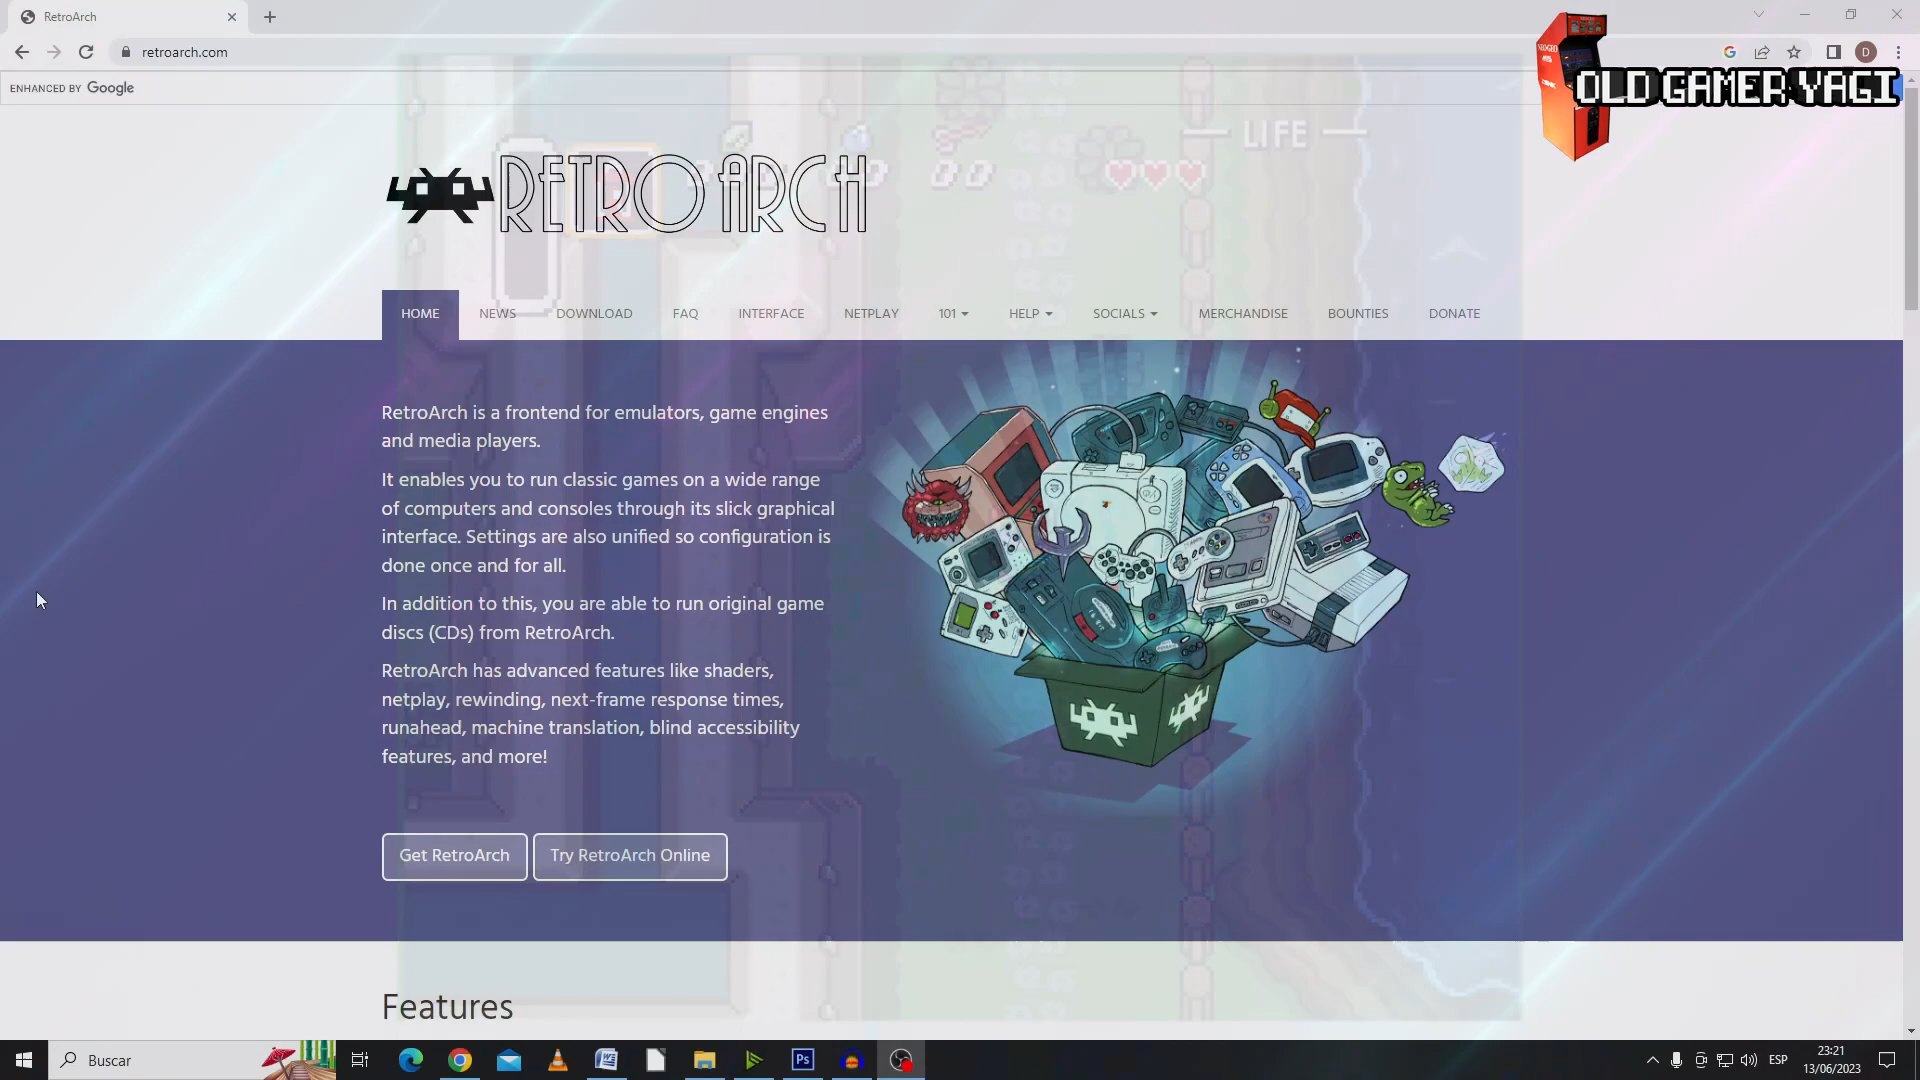 RetroArch
retroarch.com
D
ENHANCED BY Google
NEO-GEO
OLD GAMER YAGI
LIFE
RETROARCH
HOME NEWS DOWNLOAD FAQ INTERFACE NETPLAY 101 HELP SOCIALS MERCHANDISE BOUNTIES DONATE
RetroArch is a frontend for emulators, game engines
and media players.
It enables you to run classic games on a wide range
of computers and consoles through its slick graphical
interface. Settings are also unified so configuration is
done once and for all.
In addition to this, you are able to run original game
discs (CDs) from RetroArch.
RetroArch has advanced features like shaders,
netplay, rewinding, next-frame response times,
runahead, machine translation, blind accessibility
features, and more!
Get RetroArch Try RetroArch Online
Features
Buscar
Ps
ESP
23:21
13/06/2023